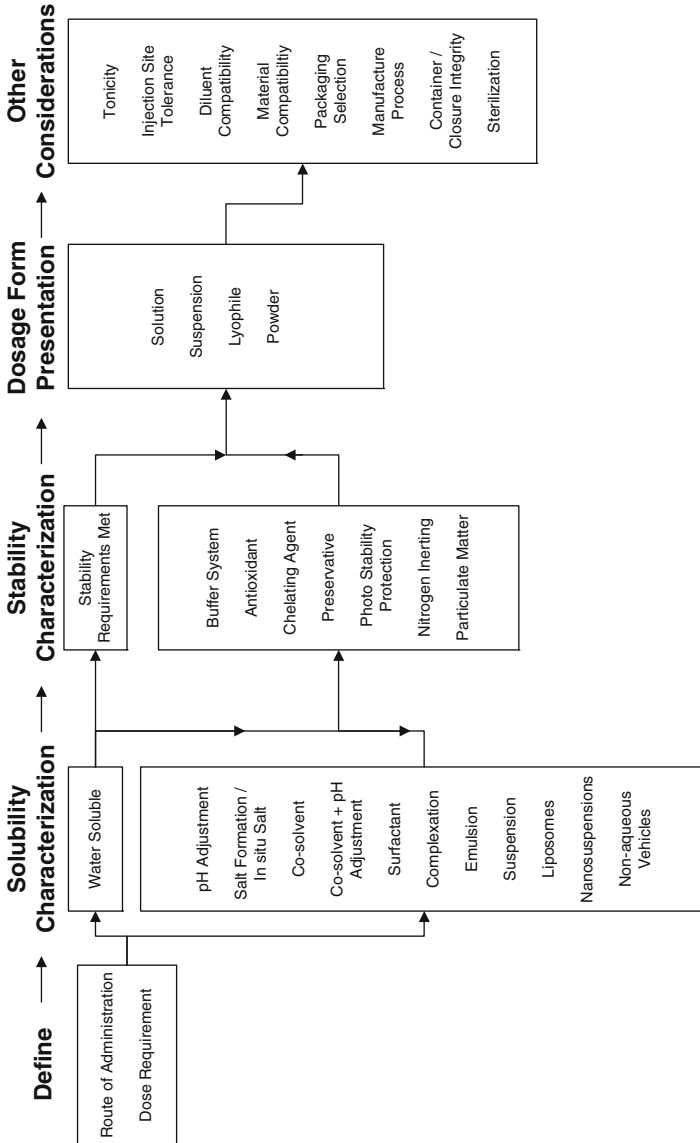 Define
Solubility
Characterization
Stability
Characterization
Dosage Form
Presentation
Other
Considerations
Route of Administration
Dose Requirement
Water Soluble
pH Adjustment
Salt Formation /
In situ Salt
Co-solvent
Co-solvent + pH
Adjustment
Surfactant
Complexation
Emulsion
Suspension
Liposomes
Nanosuspensions
Non-aqueous
Vehicles
Stability
Requirements Met
Buffer System
Antioxidant
Chelating Agent
Preservative
Photo Stability
Protection
Nitrogen Inerting
Particulate Matter
Solution
Suspension
Lyophile
Powder
Tonicity
Injection Site
Tolerance
Diluent
Compatibility
Material
Compatibiltiy
Packaging
Selection
Manufacture
Process
Container /
Closure Integrity
Sterilization